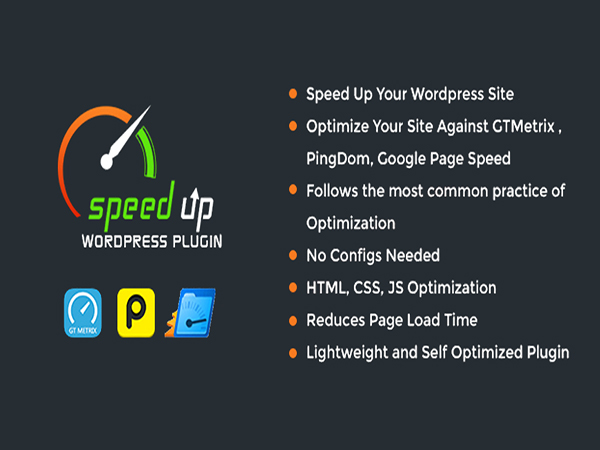 speed up
WORDPRESS PLUGIN
GT METRIX
p
Speed Up Your Wordpress Site
Optimize Your Site Against GTMetrix ,
PingDom, Google Page Speed
Follows the most common practice of
Optimization
No Configs Needed
HTML, CSS, JS Optimization
Reduces Page Load Time
Lightweight and Self Optimized Plugin